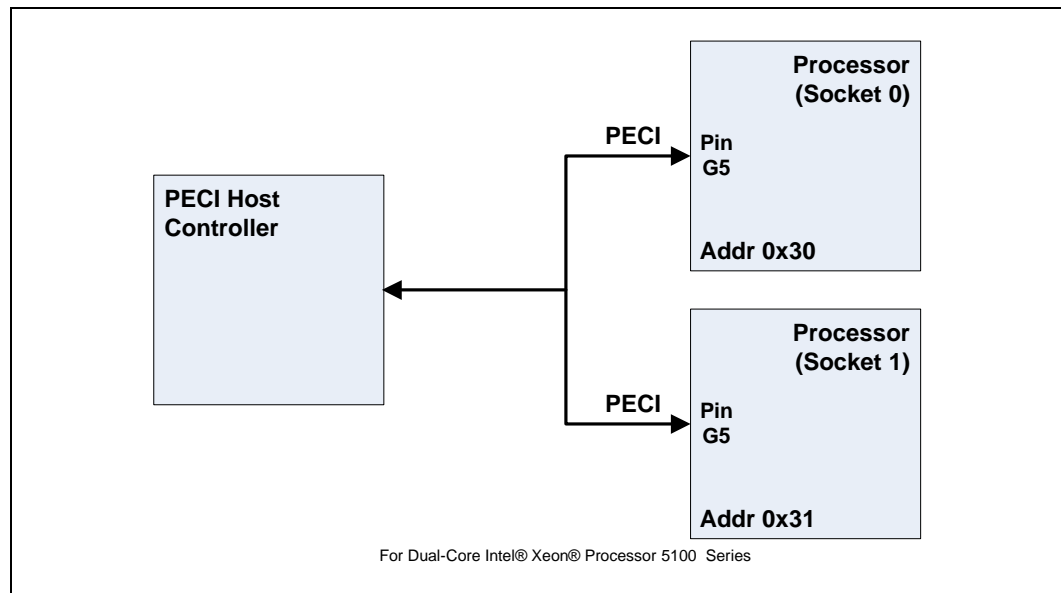 Processor
(Socket 0)
PECI
Pin
G5
Addr 0x30
PECI Host
Controller
Processor
(Socket 1)
PECI
Pin
G5
Addr 0x31
For Dual-Core Intel® Xeon® Processor 5100 Series